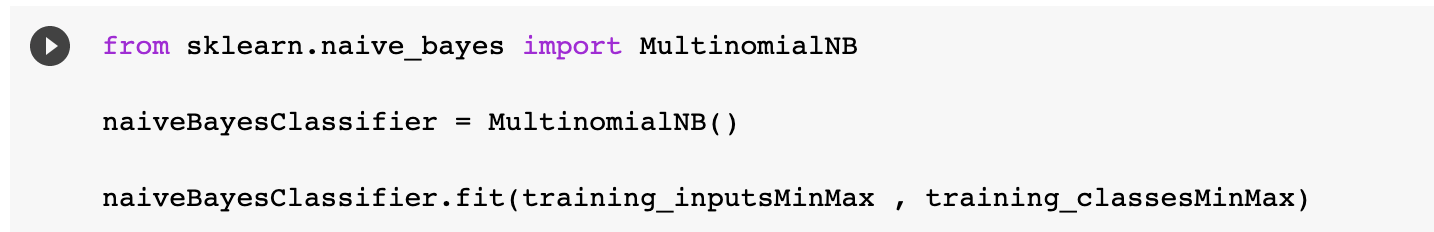 from sklearn.naive_bayes import MultinomialNB
naiveBayesClassifier = MultinomialNB()
naiveBayesClassifier.fit(training_inputsMinMax , training_classesMinMax)